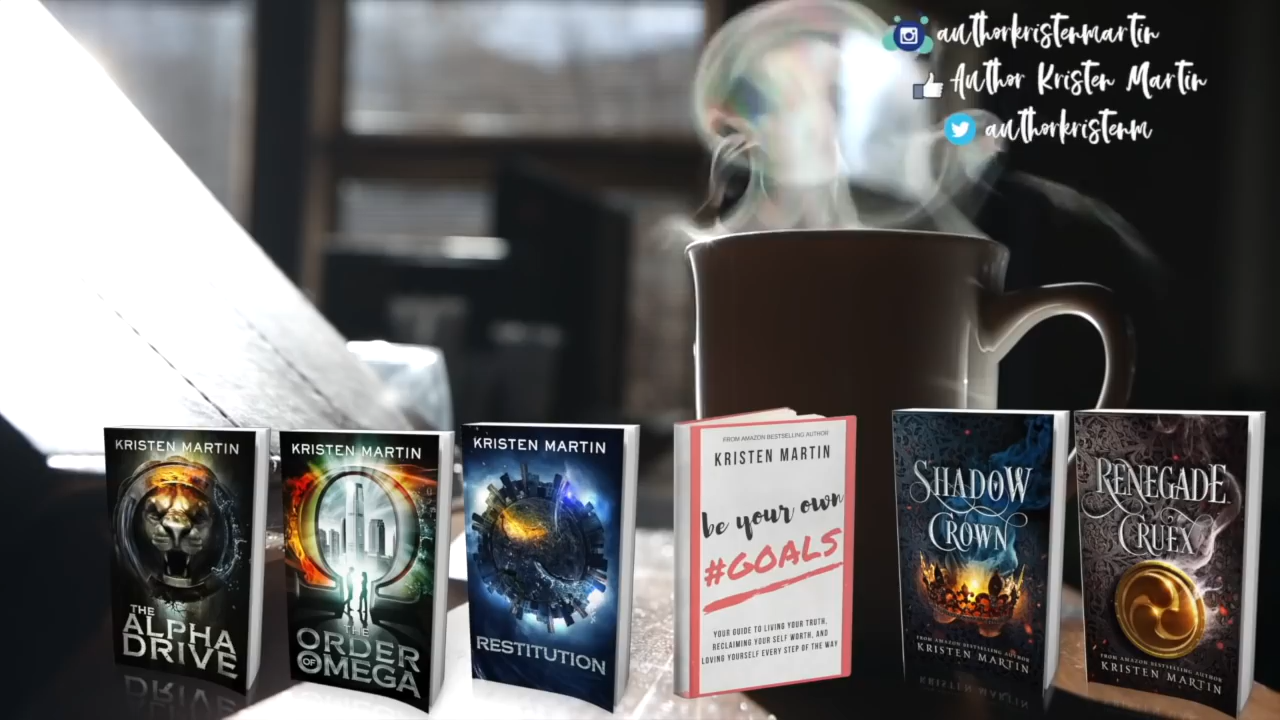 authorkristenmartin
Author Kristen Martin
authorkristenm
KRISTEN MARTIN
THE
ALPHA
DRIVE
KRISTEN MARTIN
THE
ORDER
OF
OMEGA
KRISTEN MARTIN
RESTITUTION
FROM AMAZON BESTSELLING AUTHOR
KRISTEN MARTIN
be your own
#GOALS
YOUR GUIDE TO LIVING YOUR TRUTH,
RECLAIMING YOUR SELF WORTH, AND
LOVING YOURSELF EVERY STEP OF THE WAY
SHADOW
CROWN
FROM AMAZON BESTSELLING AUTHOR
KRISTEN MARTIN
RENEGADE
CRUEX
FROM AMAZON BESTSELLING AUTHOR
KRISTEN MARTIN